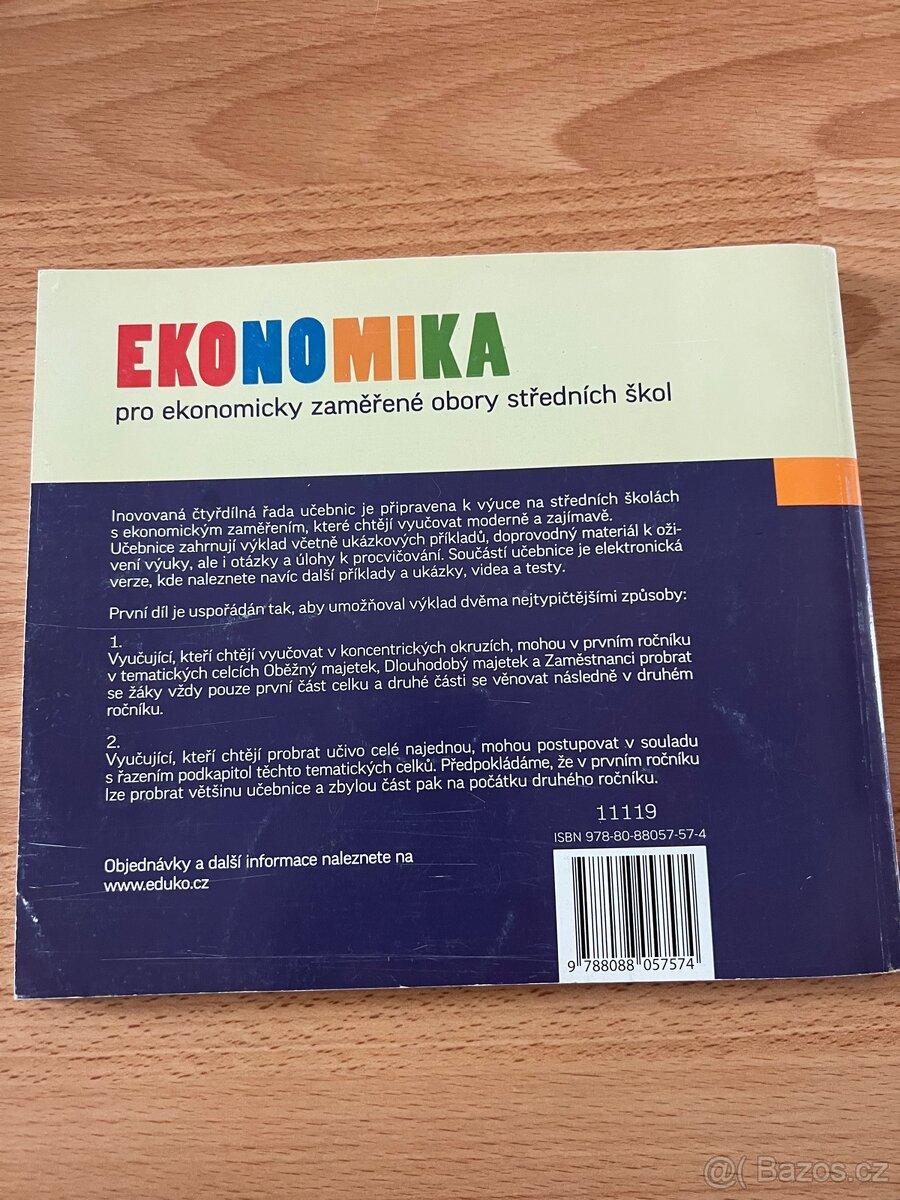 EKONOMIKA
pro ekonomicky zaměřené obory středních škol
Inovovaná čtyřdílná řada učebnic je připravena k výuce na středních školách
s ekonomickým zaměřením, které chtějí vyučovat moderně a zajímavě.
Učebnice zahrnují výklad včetně ukázkových příkladů, doprovodný materiál k oži-
vení výuky, ale i otázky a úlohy k procvičování. Součástí učebnice je elektronická
verze, kde naleznete navíc další příklady a ukázky, videa a testy.
První díl je uspořádán tak, aby umožňoval výklad dvěma nejtypičtějšími způsoby:
1.
Vyučující, kteří chtějí vyučovat v koncentrických okruzích, mohou v prvním ročníku
v tematických celcích Oběžný majetek, Dlouhodobý majetek a Zaměstnanci probrat
se žáky vždy pouze první část celku a druhé části se věnovat následně v druhém
ročníku.
2.
Vyučující, kteří chtějí probrat učivo celé najednou, mohou postupovat v souladu
s řazením podkapitol těchto tematických celků. Předpokládáme, že v prvním ročníku
lze probrat většinu učebnice a zbylou část pak na počátku druhého ročníku.
11119
ISBN 978-80-88057-57-4
Objednávky a další informace naleznete na
www.eduko.cz
9 788088 057574
@( Bazos.cz